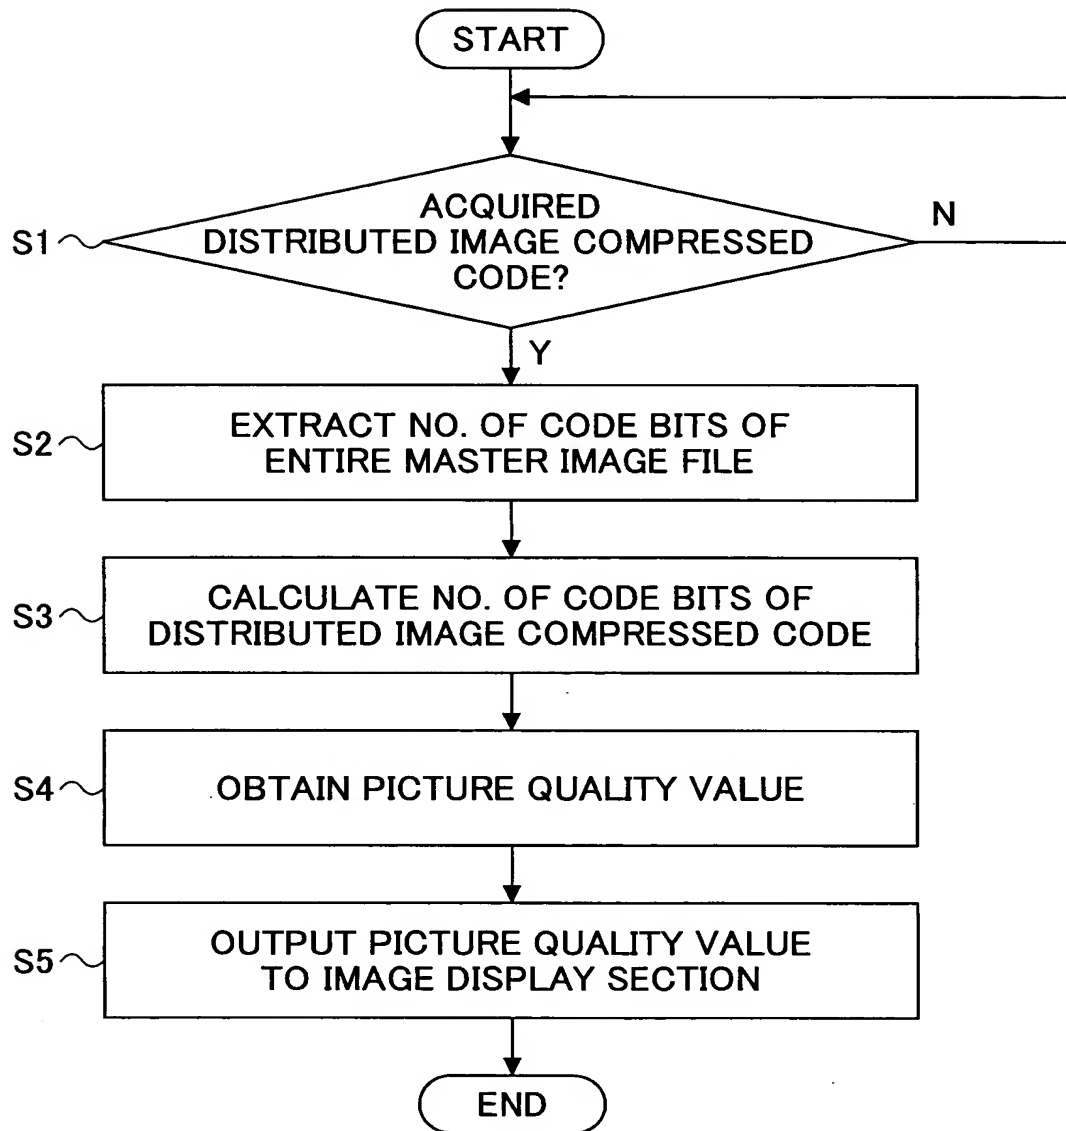 START
ACQUIRED
DISTRIBUTED IMAGE COMPRESSED
CODE?
N
S1
Y
S2
EXTRACT NO. OF CODE BITS OF
ENTIRE MASTER IMAGE FILE
S3
CALCULATE NO. OF CODE BITS OF
DISTRIBUTED IMAGE COMPRESSED CODE
S4
OBTAIN PICTURE QUALITY VALUE
S5
OUTPUT PICTURE QUALITY VALUE
TO IMAGE DISPLAY SECTION
END